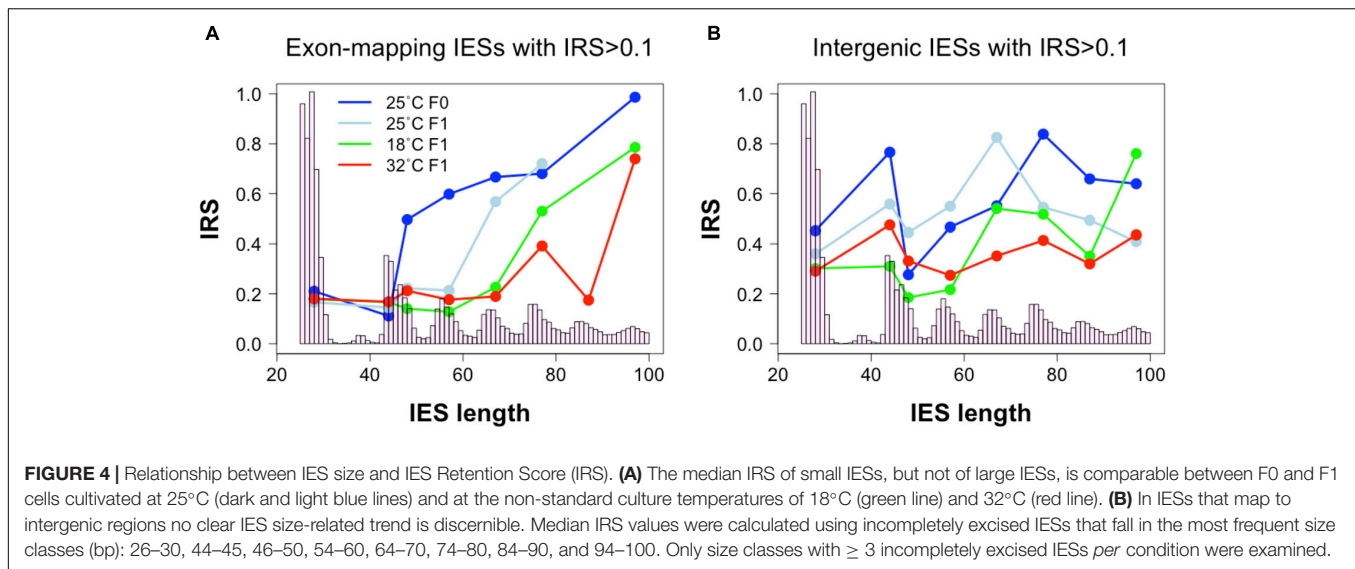 A
Exon-mapping IESs with IRS>0.1
IRS
1.0
0.8
0.6
0.4
0.2
0.0
25°C F0
25°C F1
18°C F1
32°C F1
20
40
60
80
100
IES length
B
Intergenic IESs with IRS>0.1
IRS
1.0
0.8
0.6
0.4
0.2
0.0
20
40
60
80
100
IES length
FIGURE 4 | Relationship between IES size and IES Retention Score (IRS). (A) The median IRS of small IESs, but not of large IESs, is comparable between F0 and F1
cells cultivated at 25°C (dark and light blue lines) and at the non-standard culture temperatures of 18°C (green line) and 32°C (red line). (B) In IESs that map to
intergenic regions no clear IES size-related trend is discernible. Median IRS values were calculated using incompletely excised IESs that fall in the most frequent size
classes (bp): 26–30, 44–45, 46–50, 54–60, 64–70, 74–80, 84–90, and 94–100. Only size classes with ≥ 3 incompletely excised IESs per condition were examined.